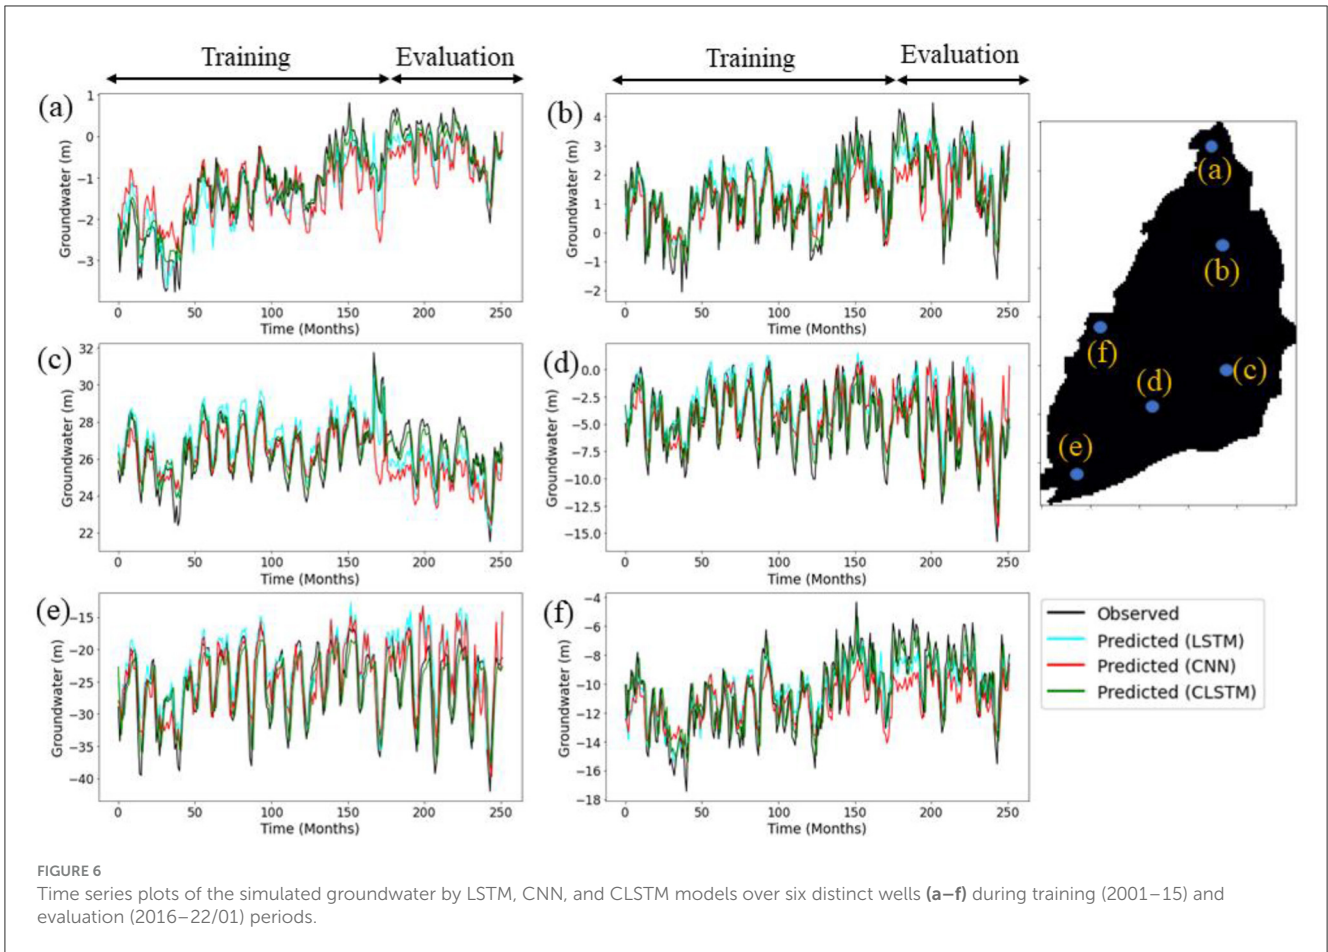 Training Evaluation Training Evaluation
(a)
1
0
−1
−2
−3
Groundwater (m)
0 50 100 150 200 250
Time (Months)
(b)
4
3
2
1
0
−1
−2
Groundwater (m)
0 50 100 150 200 250
Time (Months)
(c)
32
30
28
26
24
22
Groundwater (m)
0 50 100 150 200 250
Time (Months)
(d)
0.0
−2.5
−5.0
−7.5
−10.0
−12.5
−15.0
Groundwater (m)
0 50 100 150 200 250
Time (Months)
(e)
−15
−20
−25
−30
−35
−40
Groundwater (m)
0 50 100 150 200 250
Time (Months)
(f)
−4
−6
−8
−10
−12
−14
−16
−18
Groundwater (m)
0 50 100 150 200 250
Time (Months)
(a)
(b)
(f)
(c)
(d)
(e)
Observed
Predicted (LSTM)
Predicted (CNN)
Predicted (CLSTM)
FIGURE 6
Time series plots of the simulated groundwater by LSTM, CNN, and CLSTM models over six distinct wells (a–f) during training (2001–15) and
evaluation (2016–22/01) periods.